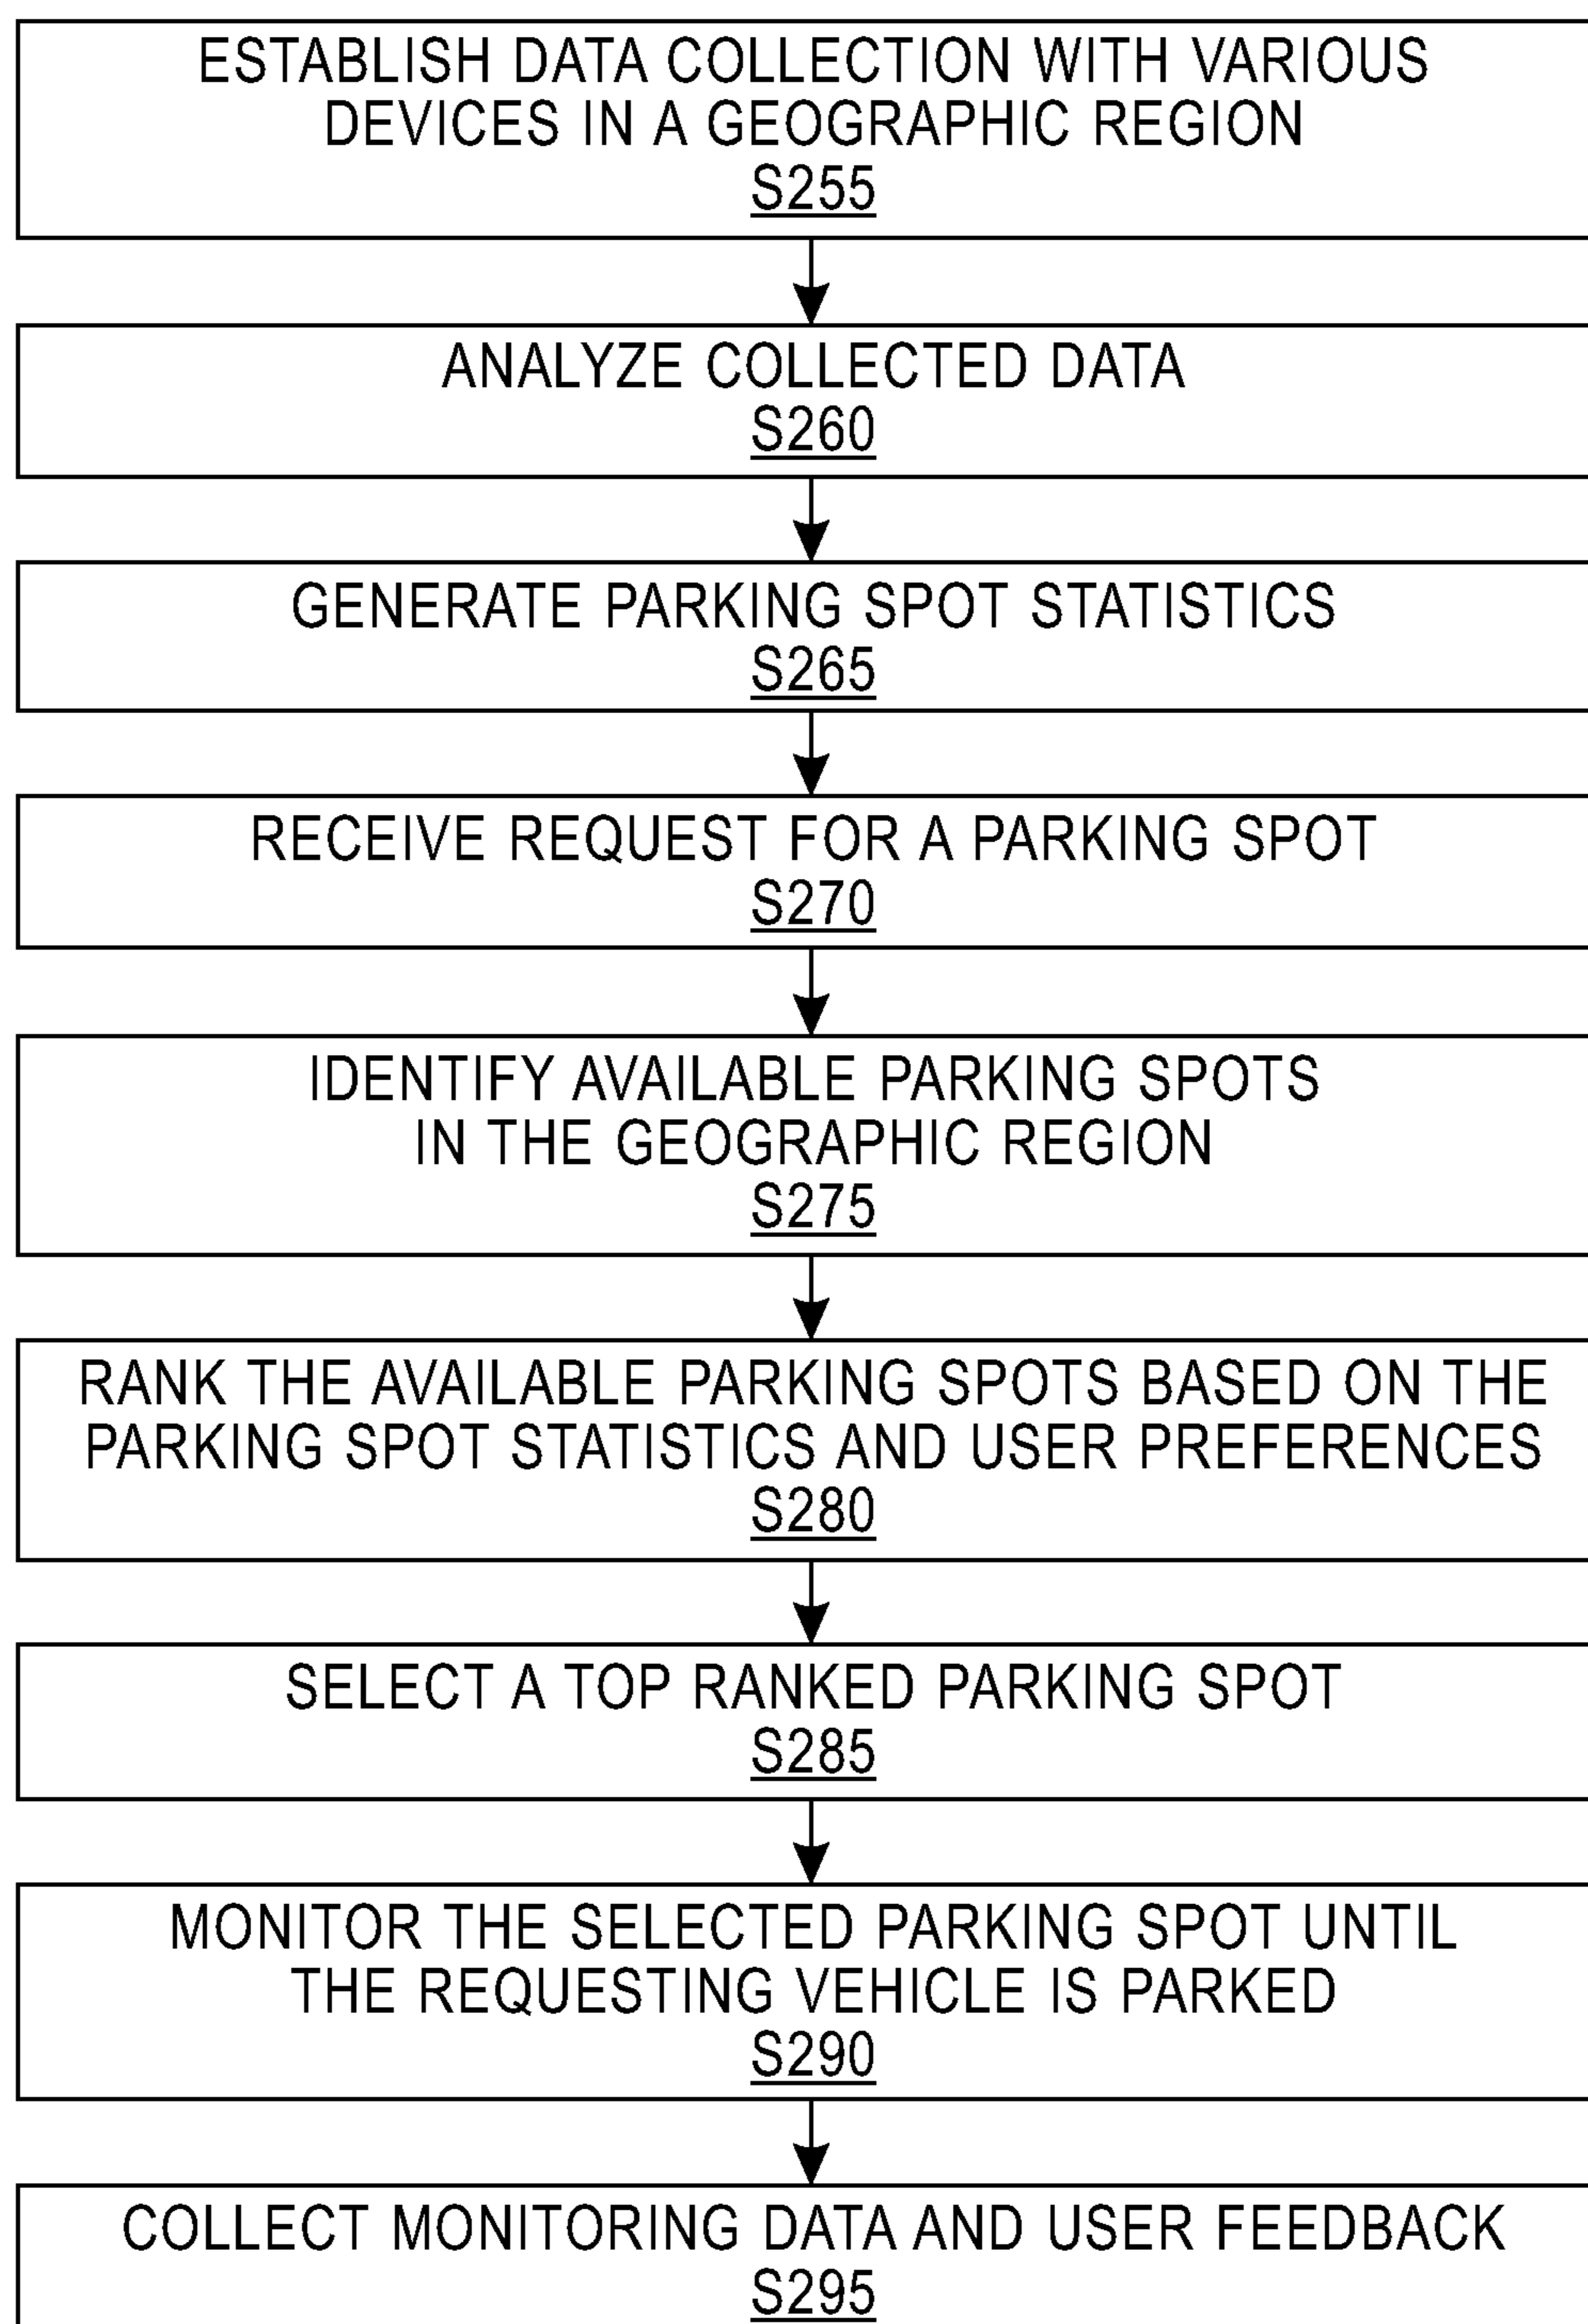 ESTABLISH DATA COLLECTION WITH VARIOUS
DEVICES IN A GEOGRAPHIC REGION
S255
ANALYZE COLLECTED DATA
S260
GENERATE PARKING SPOT STATISTICS
S265
RECEIVE REQUEST FOR A PARKING SPOT
S270
IDENTIFY AVAILABLE PARKING SPOTS
IN THE GEOGRAPHIC REGION
S275
RANK THE AVAILABLE PARKING SPOTS BASED ON THE
PARKING SPOT STATISTICS AND USER PREFERENCES
S280
SELECT A TOP RANKED PARKING SPOT
S285
MONITOR THE SELECTED PARKING SPOT UNTIL
THE REQUESTING VEHICLE IS PARKED
S290
COLLECT MONITORING DATA AND USER FEEDBACK
S295